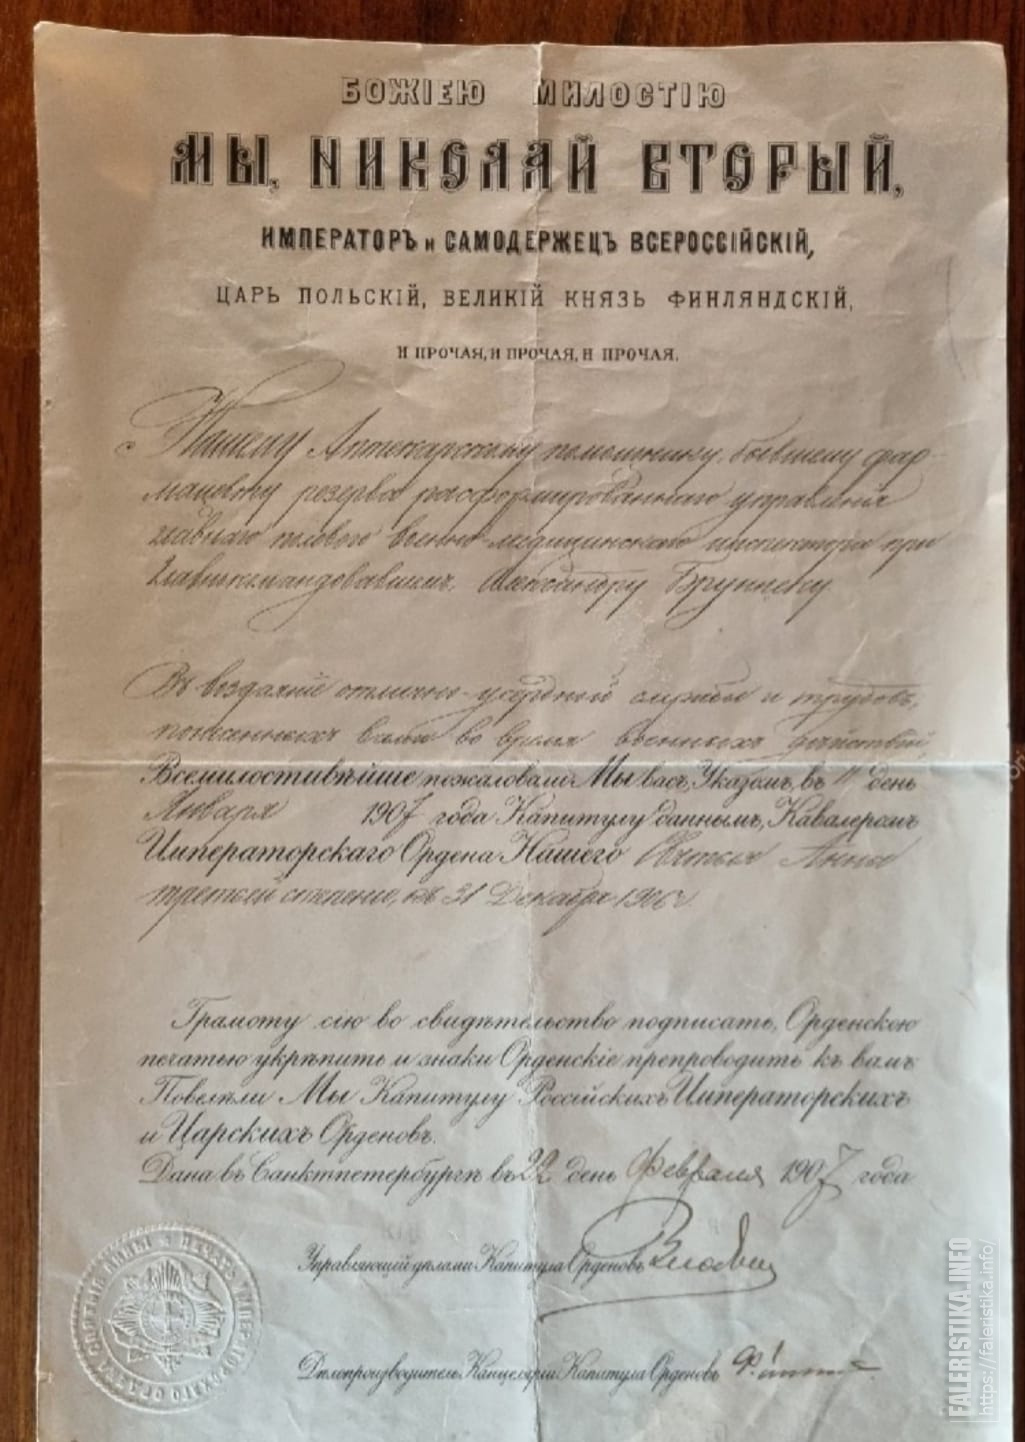 БОЖІЕЮ МИЛОСТІЮ
МЫ, НИКОЛАЙ ВТОРЫЙ,
ИМПЕРАТОРЪ и САМОДЕРЖЕЦЪ ВСЕРОССІЙСКІЙ,
ЦАРЬ ПОЛЬСКІЙ, ВЕЛИКІЙ КНЯЗЬ ФИНЛЯНДСКІЙ,
И ПРОЧАЯ, И ПРОЧАЯ, И ПРОЧАЯ.
Нашему Аптекарскому помощнику, бывшему фар-
мацевту резерва расформированнаго управленія
главнаго полевого военно-медицинскаго инспектора при
Главнокомандовавшемъ, Александру Бруннеку.
Въ воздаяніе отлично-усердной службы и трудовъ,
понесенныхъ вами во время военныхъ дѣйствій,
Всемилостивѣйше пожаловали Мы васъ, Указомъ, въ день
Января 1907 года Капитулу даннымъ, Кавалеромъ
Императорскаго Ордена Нашего Святыя Анны
третьей степени, съ 31 Декабря 1906 г.
Грамоту сію во свидѣтельство подписать, Орденскою
печатью укрѣпить и знаки Орденскіе препроводить къ вамъ
Повелѣли Мы Капитулу Россійскихъ Императорскихъ
и Царскихъ Орденовъ.
Дана въ Санктпетербургѣ въ 22 день Февраля 1907 года
Управляющій дѣлами Капитула Орденовъ
Дѣлопроизводитель Канцеляріи Капитула Орденовъ
FALERISTIKA.INFO
https://faleristika.info/